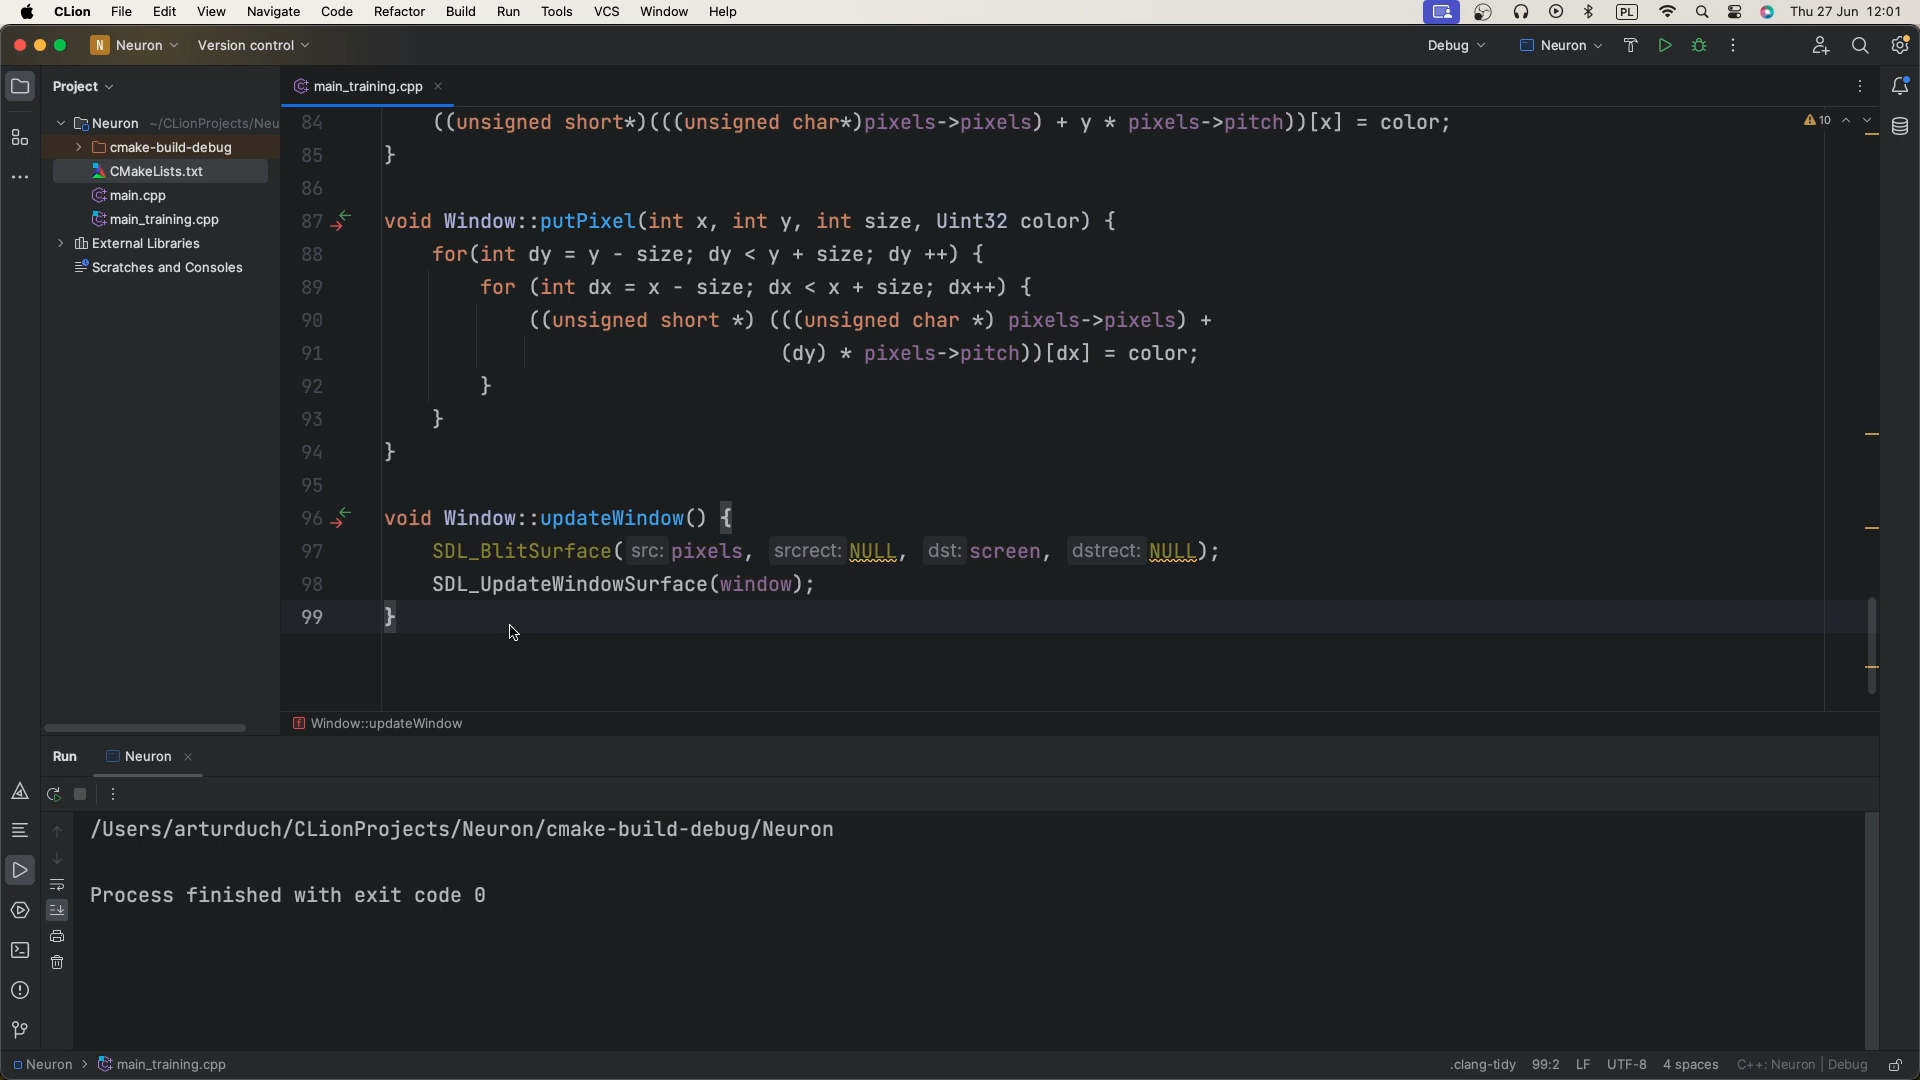 CLion File Edit View Navigate Code Refactor Build Run Tools VCS Window Help PL Thu 27 Jun 12:01
N Neuron Version control Debug Neuron
Project main_training.cpp
Neuron ~/CLionProjects/Neu
cmake-build-debug
CMakeLists.txt
main.cpp
main_training.cpp
External Libraries
Scratches and Consoles
10
84 ((unsigned short*)(((unsigned char*)pixels->pixels) + y * pixels->pitch))[x] = color;
85 }
86
87 void Window::putPixel(int x, int y, int size, Uint32 color) {
88 for(int dy = y - size; dy < y + size; dy ++) {
89 for (int dx = x - size; dx < x + size; dx++) {
90 ((unsigned short *) (((unsigned char *) pixels->pixels) +
91 (dy) * pixels->pitch))[dx] = color;
92 }
93 }
94 }
95
96 void Window::updateWindow() {
97 SDL_BlitSurface( src: pixels, srcrect: NULL, dst: screen, dstrect: NULL);
98 SDL_UpdateWindowSurface(window);
99 }
f Window::updateWindow
Run Neuron
/Users/arturduch/CLionProjects/Neuron/cmake-build-debug/Neuron
Process finished with exit code 0
Neuron > main_training.cpp .clang-tidy 99:2 LF UTF-8 4 spaces C++: Neuron | Debug